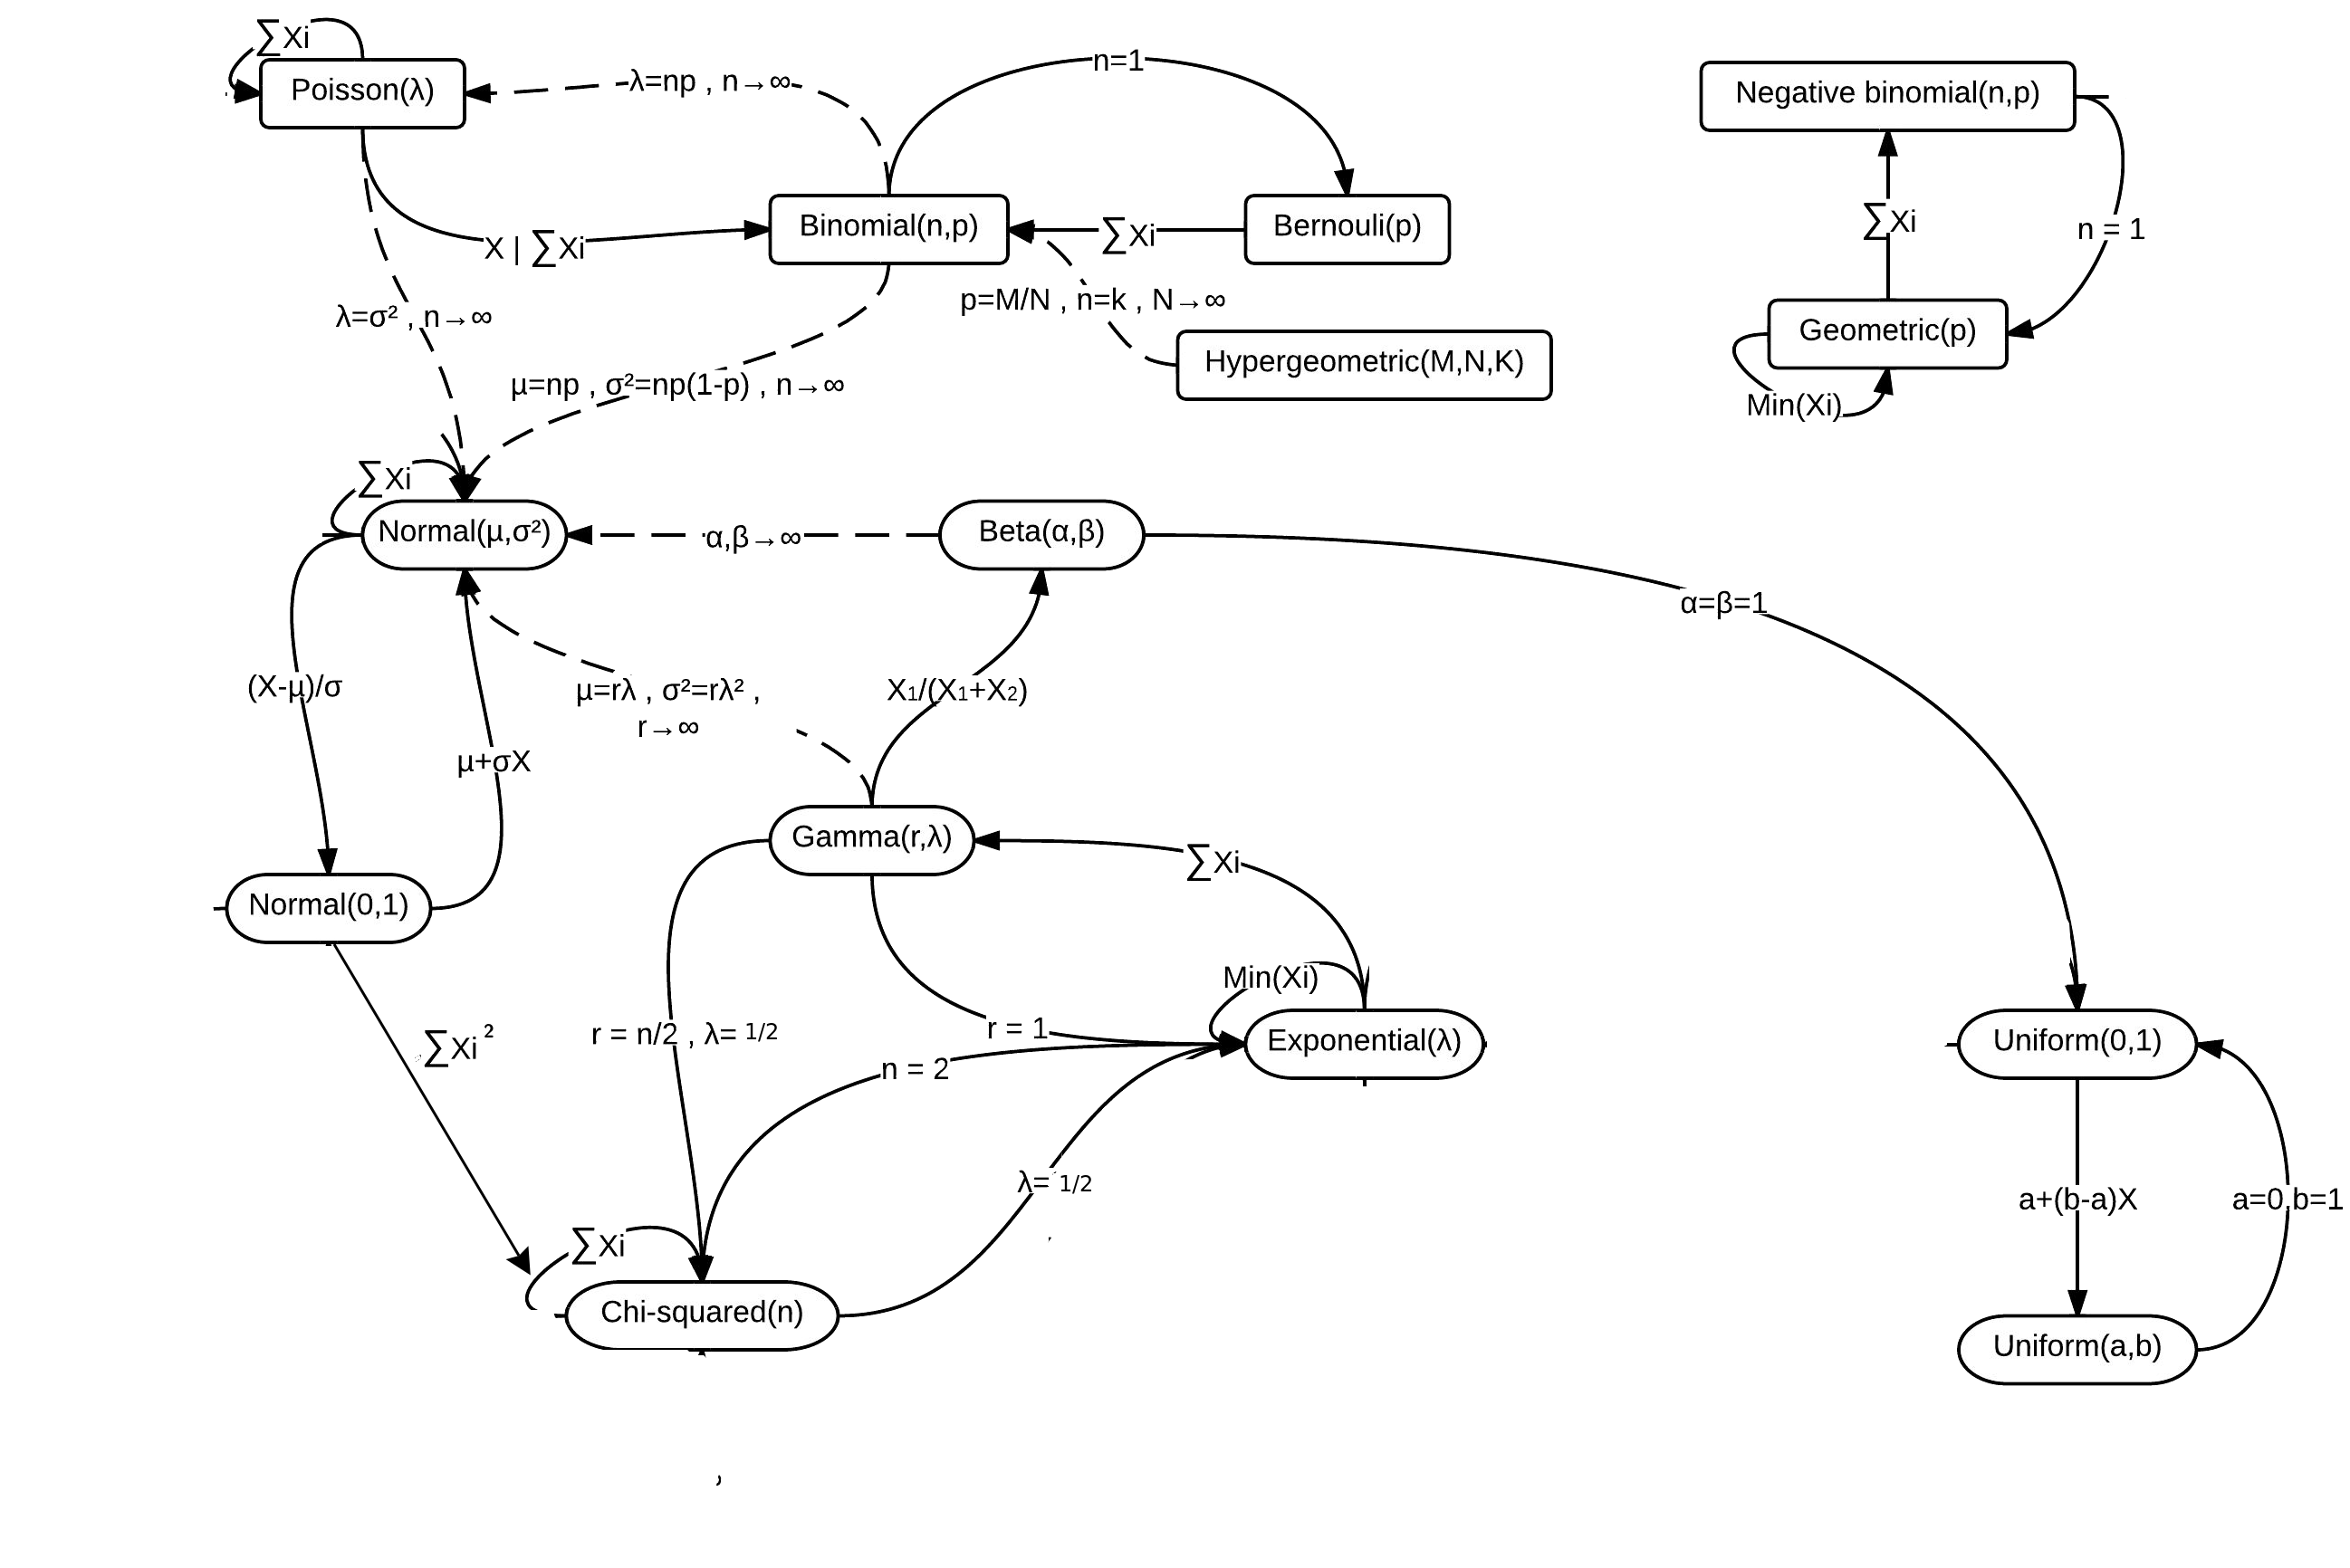 ∑Xi
Poisson(λ)
λ=np , n→∞
n=1
Negative binomial(n,p)
X | ∑Xi
Binomial(n,p)
∑Xi
Bernouli(p)
∑Xi
n = 1
λ=σ² , n→∞
p=M/N , n=k , N→∞
Hypergeometric(M,N,K)
Geometric(p)
µ=np , σ²=np(1-p) , n→∞
Min(Xi)
∑Xi
Normal(µ,σ²)
α,β→∞
Beta(α,β)
α=β=1
(X-µ)/σ
µ=rλ , σ²=rλ² ,
r→∞
X₁/(X₁+X₂)
µ+σX
Gamma(r,λ)
∑Xi
Normal(0,1)
Min(Xi)
∑Xi ²
r = n/2 , λ= 1/2
r = 1
n = 2
Exponential(λ)
Uniform(0,1)
λ= 1/2
a+(b-a)X
a=0,b=1
∑Xi
Chi-squared(n)
Uniform(a,b)